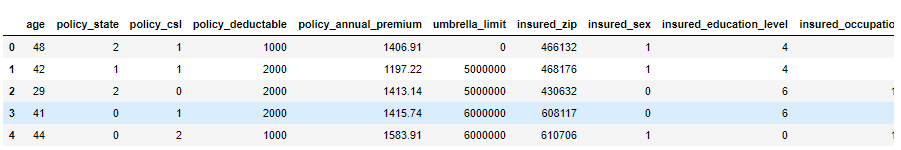 age policy_state policy_csl policy_deductable policy_annual_premium umbrella_limit insured_zip insured_sex insured_education_level
0 48 2 1 1000 1406.91 0 466132 1 4
1 42 1 1 2000 1197.22 5000000 468176 1 4
2 29 2 0 2000 1413.14 5000000 430632 0 6
3 41 0 1 2000 1415.74 6000000 608117 0 6
4 44 0 2 1000 1583.91 6000000 610706 1 0